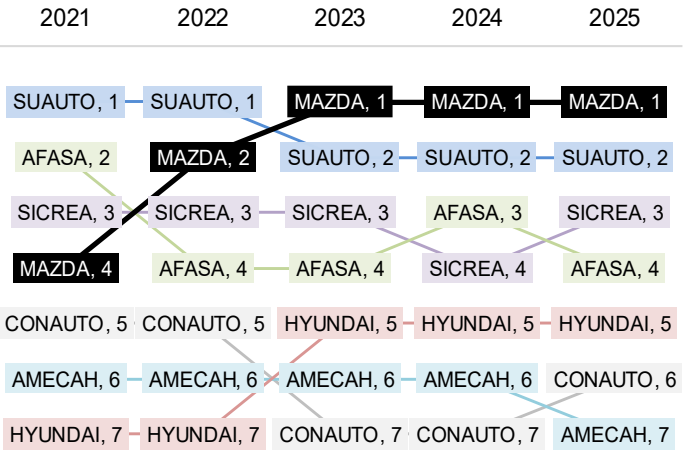 2021 2022 2023 2024 2025
SUAUTO, 1 SUAUTO, 1 MAZDA, 1 MAZDA, 1 MAZDA, 1
AFASA, 2 MAZDA, 2 SUAUTO, 2 SUAUTO, 2 SUAUTO, 2
SICREA, 3 SICREA, 3 SICREA, 3 AFASA, 3 SICREA, 3
MAZDA, 4 AFASA, 4 AFASA, 4 SICREA, 4 AFASA, 4
CONAUTO, 5 CONAUTO, 5 HYUNDAI, 5 HYUNDAI, 5 HYUNDAI, 5
AMECAH, 6 AMECAH, 6 AMECAH, 6 AMECAH, 6 CONAUTO, 6
HYUNDAI, 7 HYUNDAI, 7 CONAUTO, 7 CONAUTO, 7 AMECAH, 7